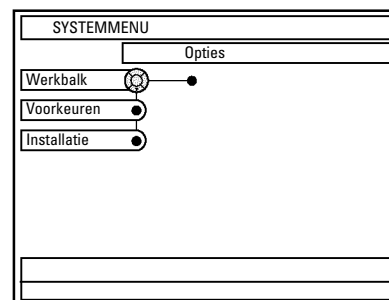 SYSTEMMENU
Opties
Werkbalk
Voorkeuren
Installatie